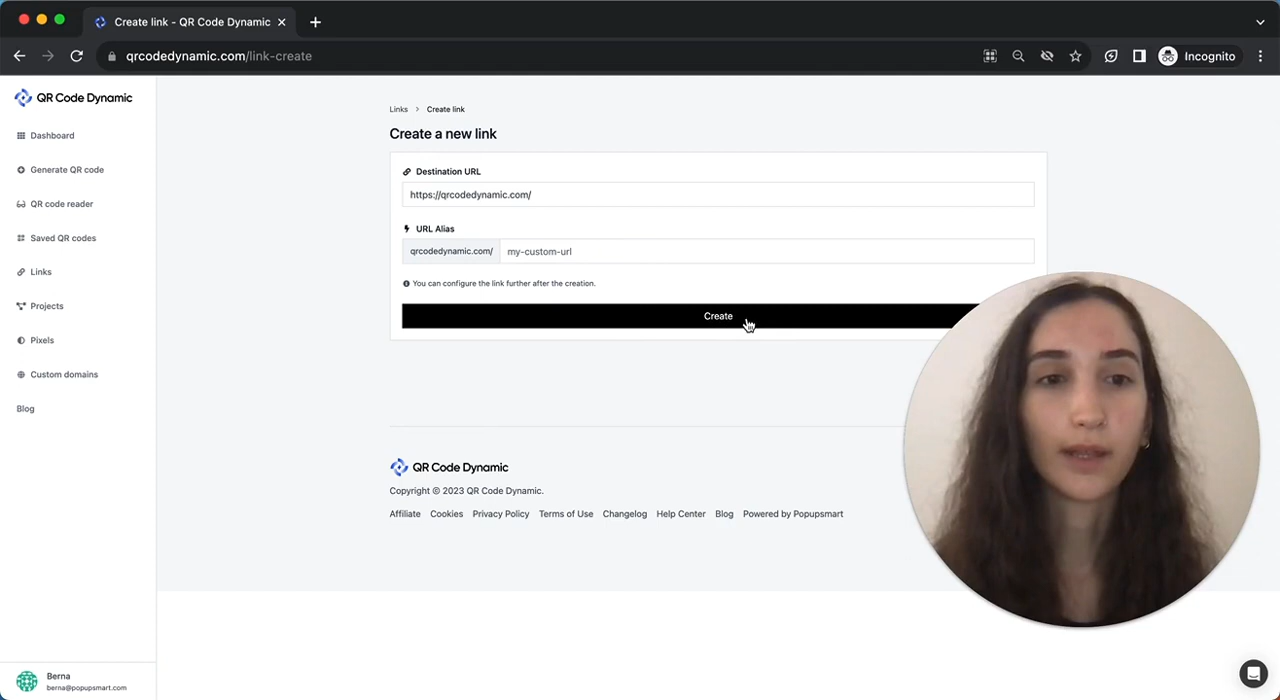 Create link - QR Code Dynamic
qrcodedynamic.com/link-create
Incognito
QR Code Dynamic
Dashboard
Generate QR code
QR code reader
Saved QR codes
Links
Projects
Pixels
Custom domains
Blog
Links > Create link
Create a new link
Destination URL
https://qrcodedynamic.com/
URL Alias
qrcodedynamic.com/ my-custom-url
You can configure the link further after the creation.
Create
QR Code Dynamic
Copyright © 2023 QR Code Dynamic.
Affiliate Cookies Privacy Policy Terms of Use Changelog Help Center Blog Powered by Popupsmart
Berna
berna@popupsmart.com